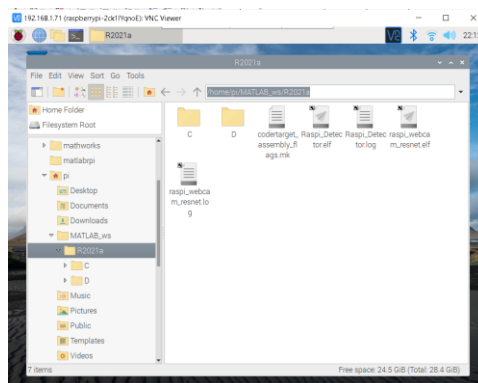 192.168.1.71 (raspberrypi-2ck1fYqnoE): VNC Viewer
R2021a
22:1
R2021a
File Edit View Sort Go Tools
/home/pi/MATLAB_ws/R2021a
Home Folder
Filesystem Root
mathworks
matlabrpi
pi
Desktop
Documents
Downloads
MATLAB_ws
R2021a
C
D
Music
Pictures
Public
Templates
Videos
C
D
codertarget_
assembly_fl
ags.mk
Raspi_Detec
tor.elf
Raspi_Detec
tor.log
raspi_webca
m_resnet.elf
raspi_webca
m_resnet.lo
g
7 items
Free space: 24.5 GiB (Total: 28.4 GiB)